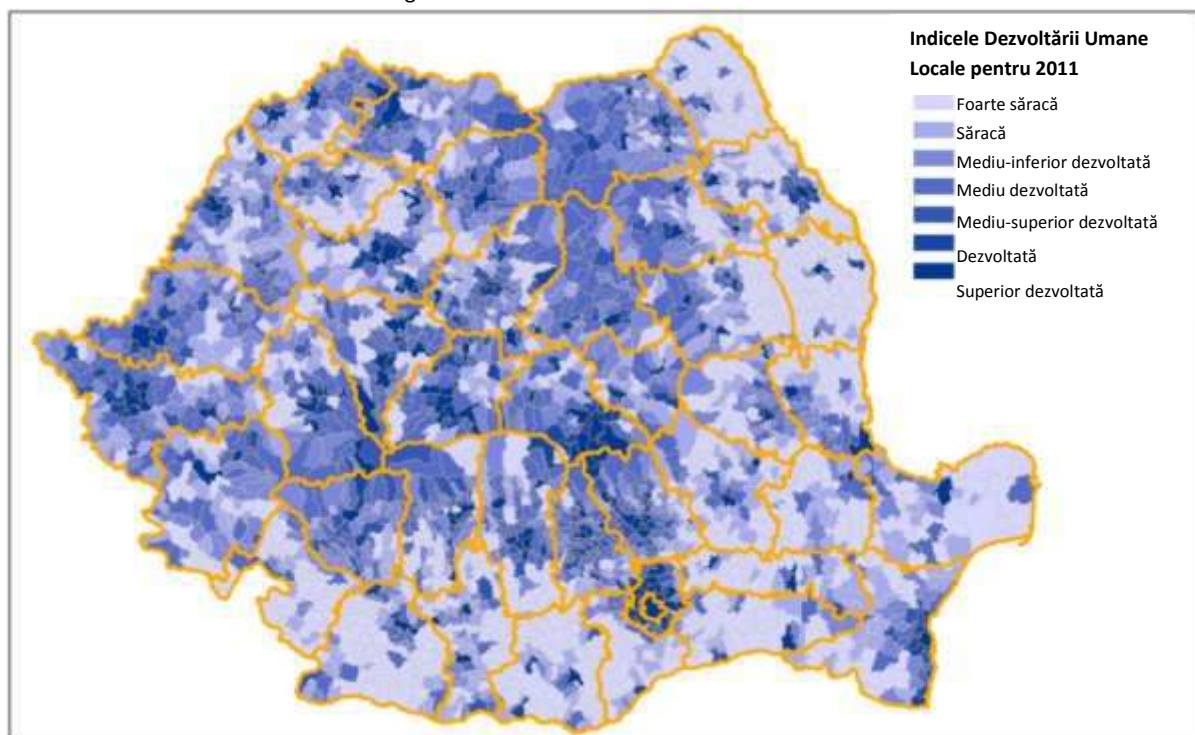 Indicele Dezvoltării Umane
Locale pentru 2011
Foarte săracă
Săracă
Mediu-inferior dezvoltată
Mediu dezvoltată
Mediu-superior dezvoltată
Dezvoltată
Superior dezvoltată